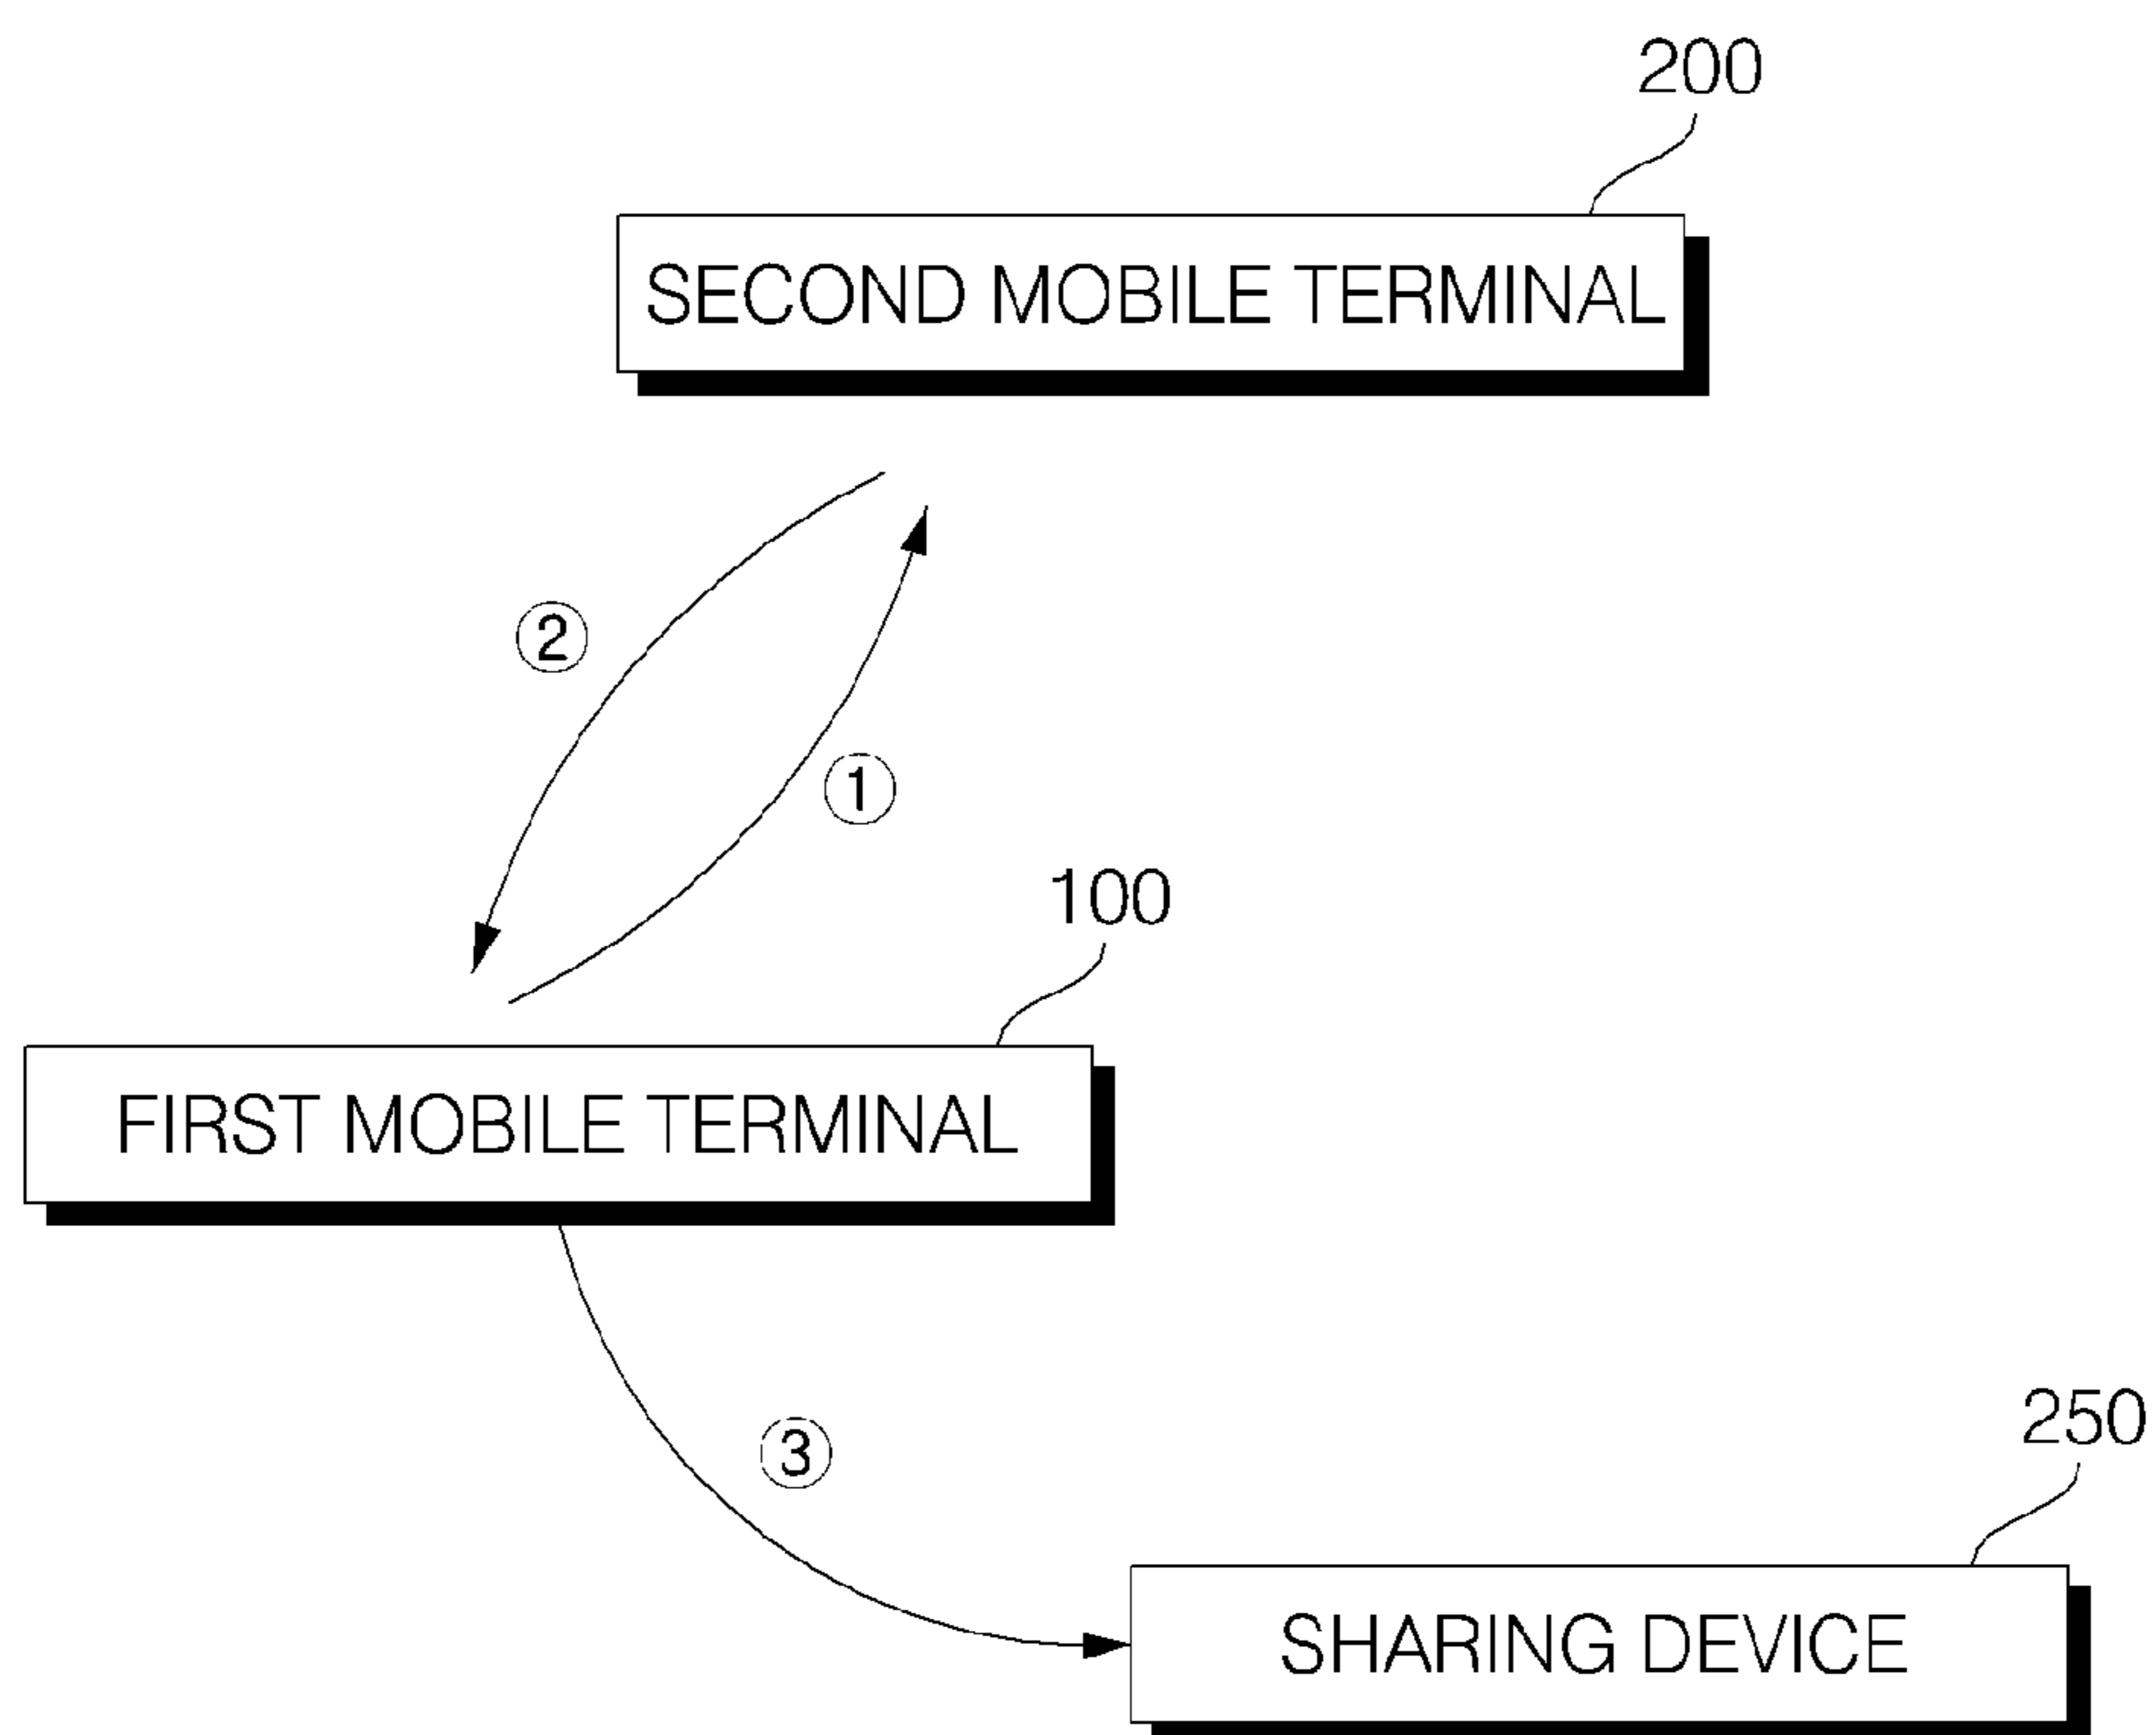 200
SECOND MOBILE TERMINAL
②
①
100
FIRST MOBILE TERMINAL
③
250
SHARING DEVICE